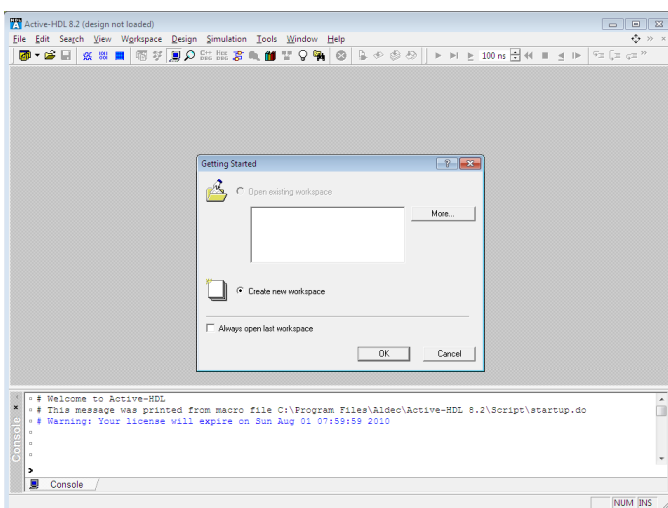 Active-HDL 8.2 (design not loaded)
File Edit Search View Workspace Design Simulation Tools Window Help
100 ns
Getting Started
Open existing workspace
More...
Create new workspace
Always open last workspace
OK Cancel
# Welcome to Active-HDL
# This message was printed from macro file C:\Program Files\Aldec\Active-HDL 8.2\Script\startup.do
# Warning: Your license will expire on Sun Aug 01 07:59:59 2010
>
Console
Console
NUM INS